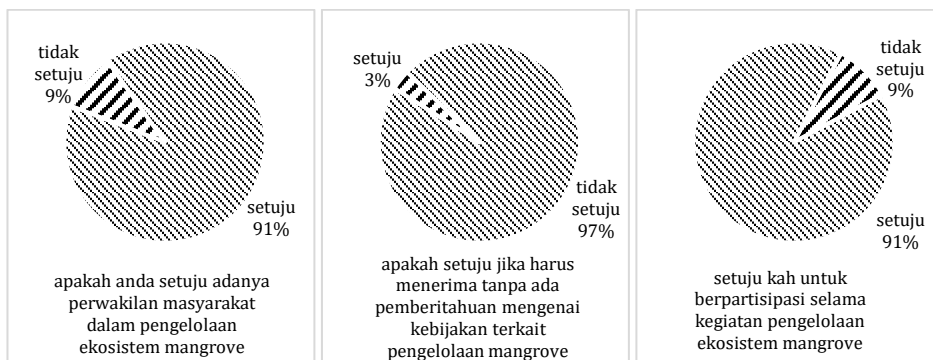 tidak
setuju
9%
setuju
91%
apakah anda setuju adanya
perwakilan masyarakat
dalam pengelolaan
ekosistem mangrove
setuju
3%
tidak
setuju
97%
apakah setuju jika harus
menerima tanpa ada
pemberitahuan mengenai
kebijakan terkait
pengelolaan mangrove
tidak
setuju
9%
setuju
91%
setuju kah untuk
berpartisipasi selama
kegiatan pengelolaan
ekosistem mangrove